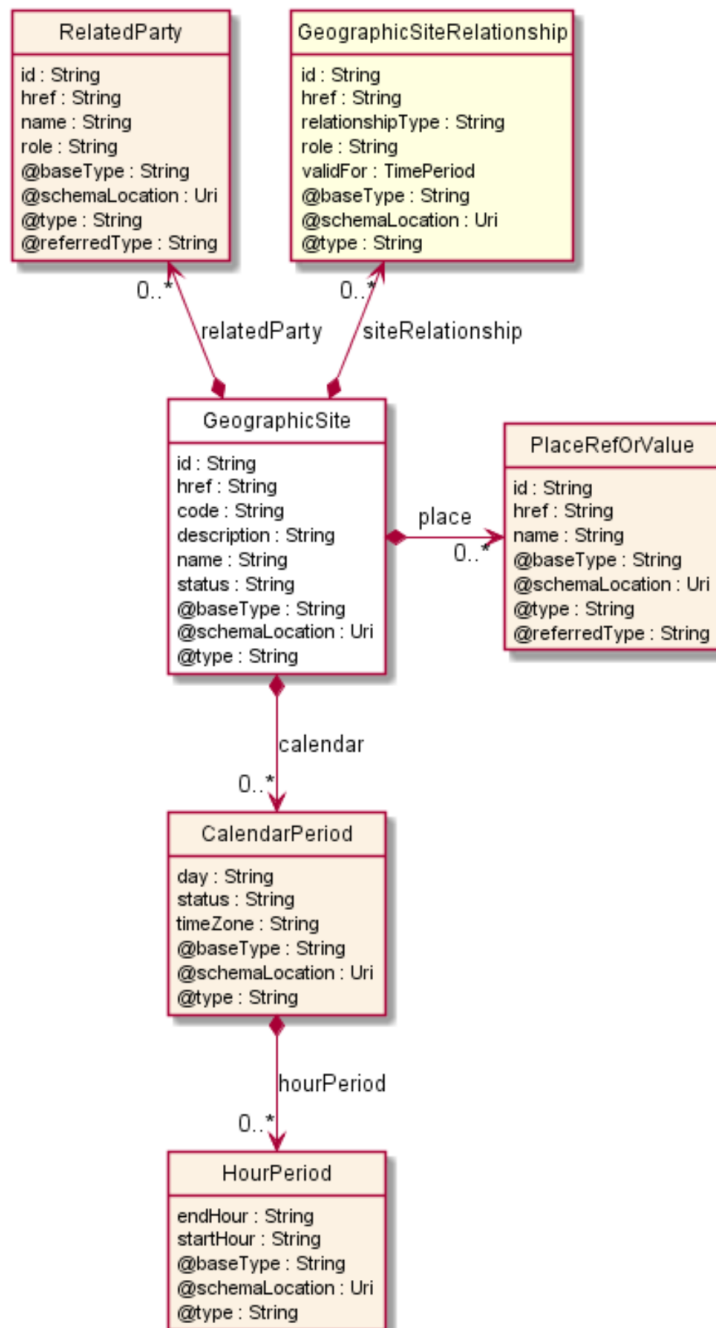 RelatedParty
id : String
href : String
name : String
role : String
@baseType : String
@schemaLocation : Uri
@type : String
@referredType : String
GeographicSiteRelationship
id : String
href : String
relationshipType : String
role : String
validFor : TimePeriod
@baseType : String
@schemaLocation : Uri
@type : String
0..*
relatedParty
0..*
siteRelationship
GeographicSite
id : String
href : String
code : String
description : String
name : String
status : String
@baseType : String
@schemaLocation : Uri
@type : String
place
0..*
PlaceRefOrValue
id : String
href : String
name : String
@baseType : String
@schemaLocation : Uri
@type : String
@referredType : String
calendar
0..*
CalendarPeriod
day : String
status : String
timeZone : String
@baseType : String
@schemaLocation : Uri
@type : String
hourPeriod
0..*
HourPeriod
endHour : String
startHour : String
@baseType : String
@schemaLocation : Uri
@type : String